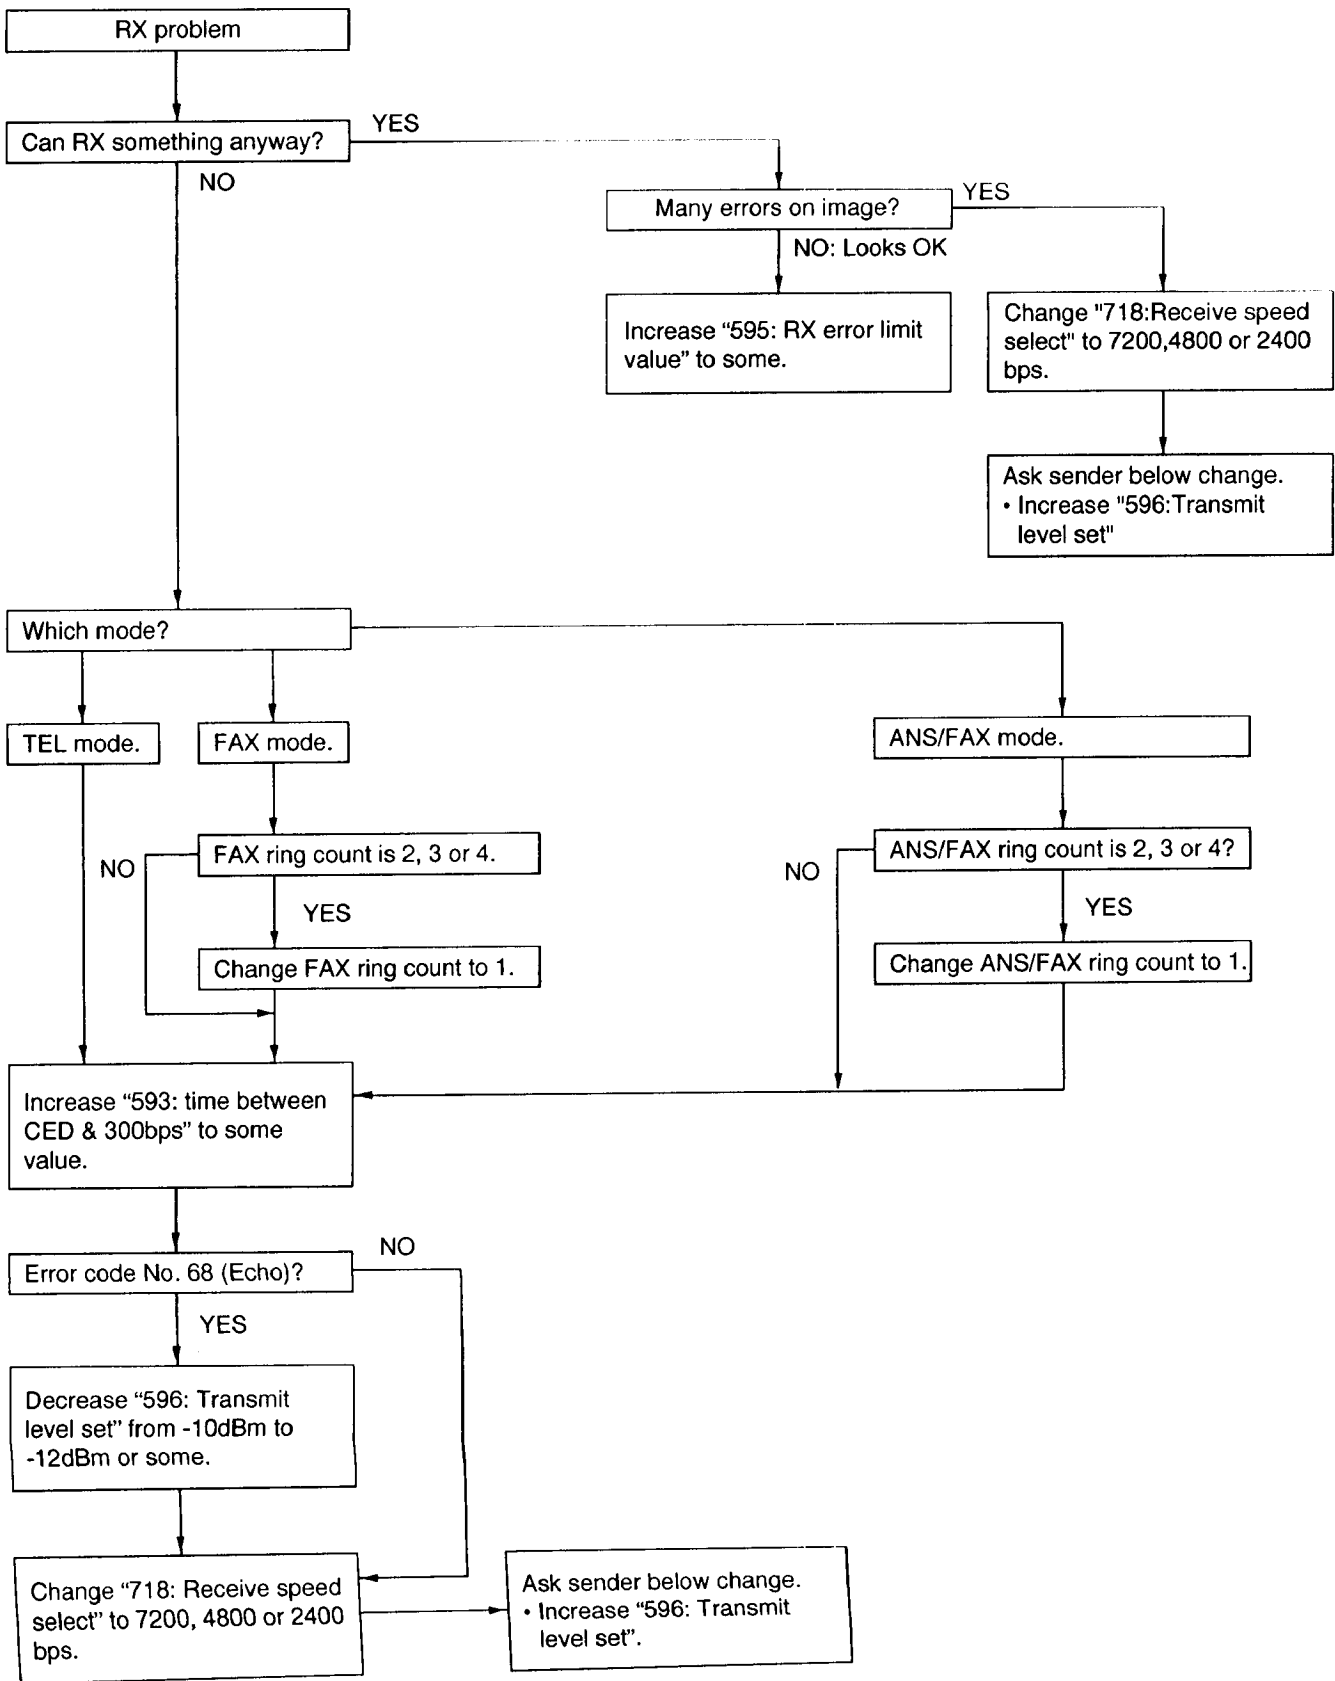 RX problem
Can RX something anyway?
YES
NO
Many errors on image?
YES
NO: Looks OK
Increase “595: RX error limit
value” to some.
Change "718:Receive speed
select" to 7200,4800 or 2400
bps.
Ask sender below change.
• Increase "596:Transmit
level set"
Which mode?
TEL mode.
FAX mode.
ANS/FAX mode.
NO
FAX ring count is 2, 3 or 4.
YES
Change FAX ring count to 1.
NO
ANS/FAX ring count is 2, 3 or 4?
YES
Change ANS/FAX ring count to 1.
Increase “593: time between
CED & 300bps” to some
value.
Error code No. 68 (Echo)?
NO
YES
Decrease “596: Transmit
level set” from -10dBm to
-12dBm or some.
Change “718: Receive speed
select” to 7200, 4800 or 2400
bps.
Ask sender below change.
• Increase “596: Transmit
level set”.